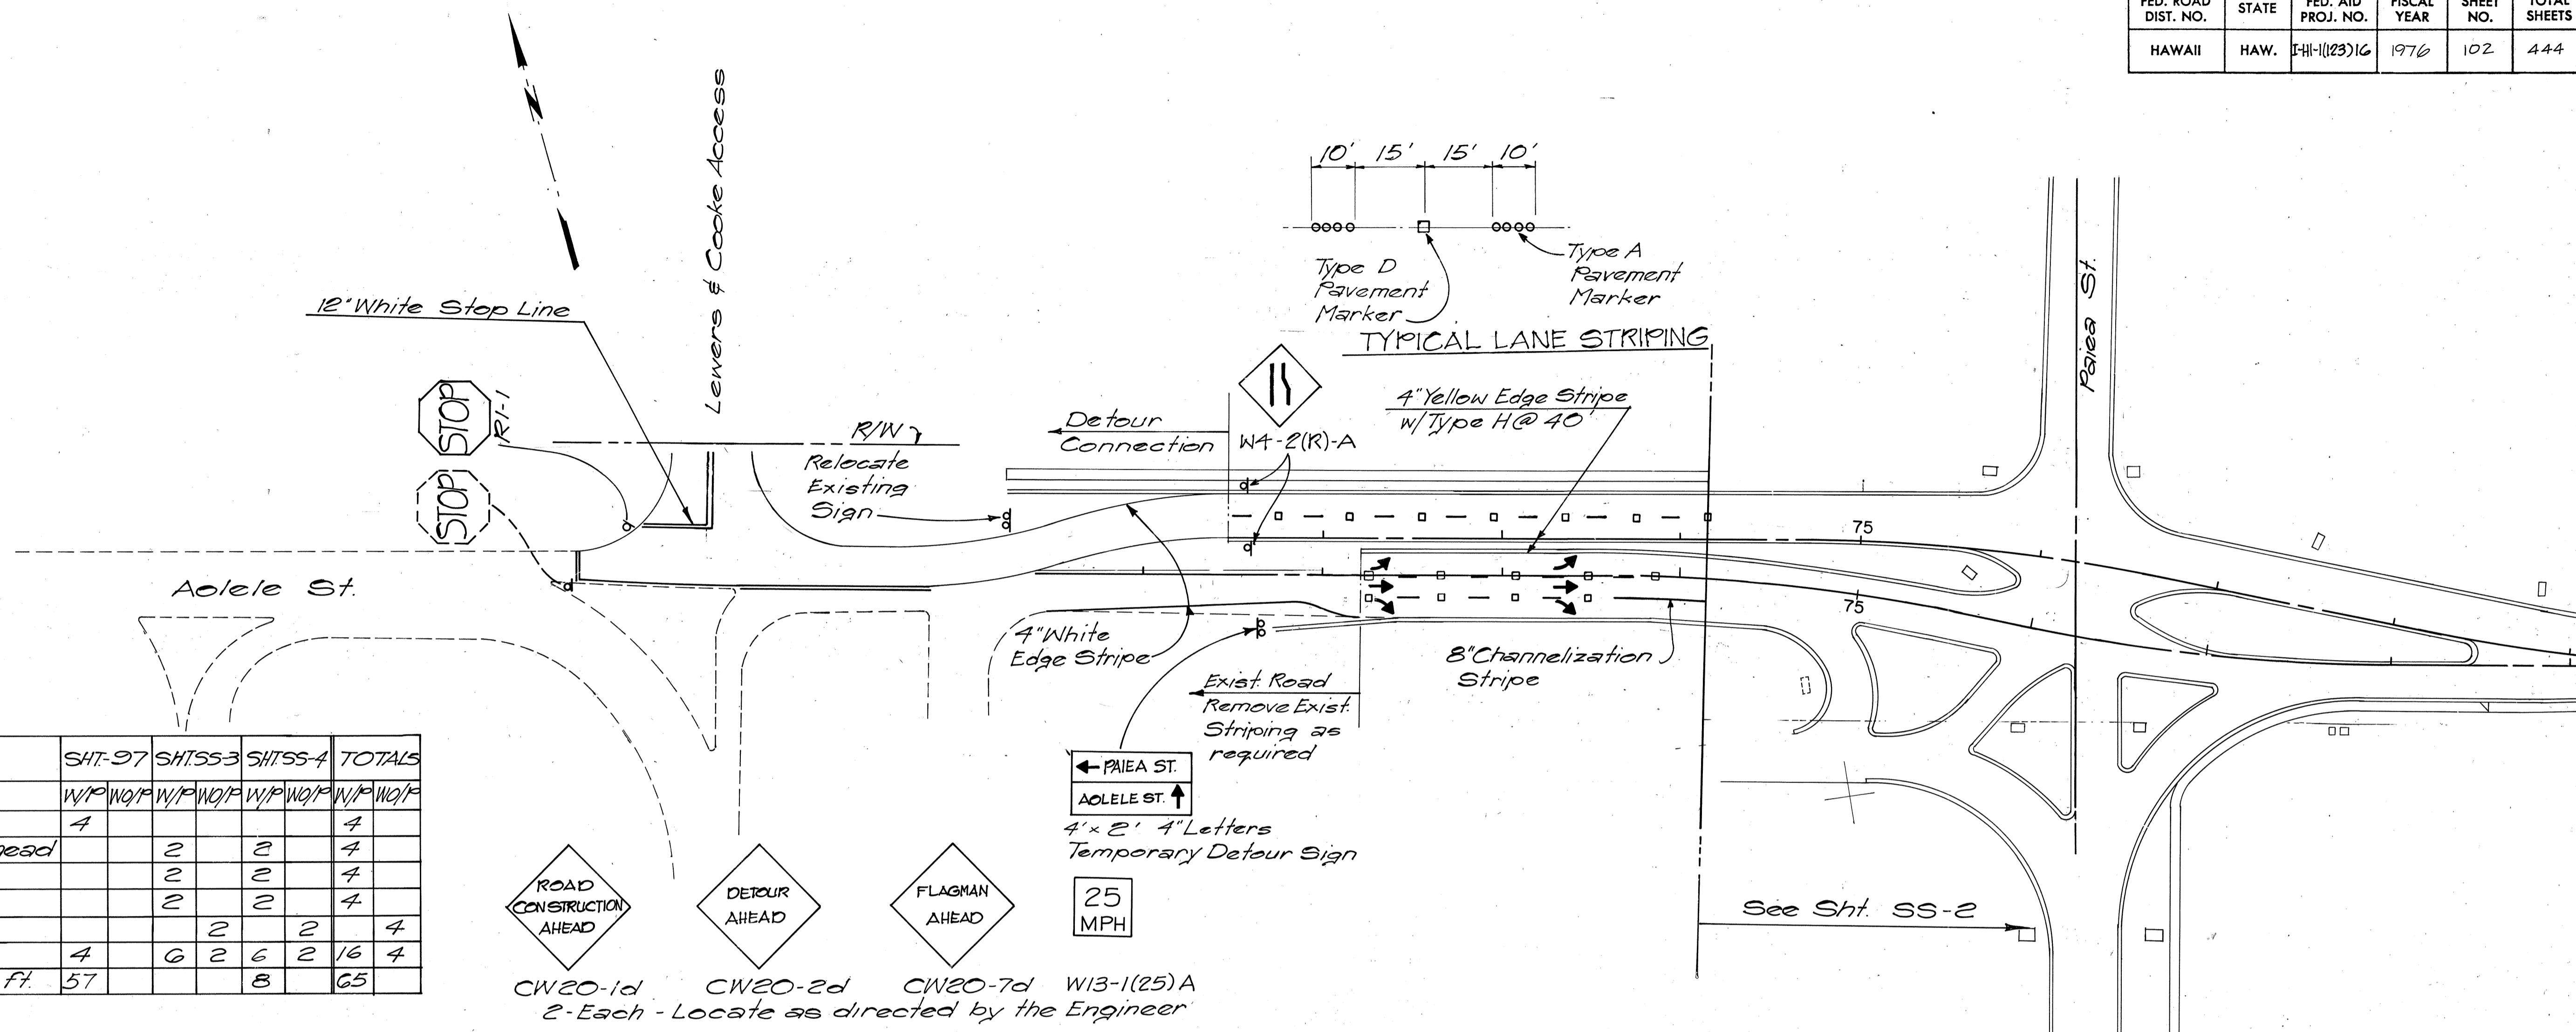 FED. ROAD DIST. NO. STATE FED. AID PROJ. NO. FISCAL YEAR SHEET NO. TOTAL SHEETS
HAWAII HAW. I-HI-1(123)16 1976 102 444
N
Lewers & Cooke Access
12" White Stop Line
STOP
R1-1
STOP
Aolele St.
R/W
Relocate
Existing
Sign
Detour
Connection
W4-2(R)-A
10' 15' 15' 10'
Type D
Pavement
Marker
Type A
Pavement
Marker
TYPICAL LANE STRIPING
4" Yellow Edge Stripe
w/ Type H @ 40'
Paiea St.
75
75
4" White
Edge Stripe
8" Channelization
Stripe
Exist. Road
Remove Exist.
Striping as
required
← PAIEA ST.
AOLELE ST. ↑
4' x 2' 4" Letters
Temporary Detour Sign
See Sht. SS-2
SHT.-97 SHT.SS-3 SHT.SS-4 TOTALS
W/P WO/P W/P WO/P W/P WO/P W/P WO/P
4 4
head 2 2 4
2 2 4
2 2 4
2 2 4
4 6 2 6 2 16 4
ft. 57 8 65
ROAD
CONSTRUCTION
AHEAD
CW20-1d
DETOUR
AHEAD
CW20-2d
FLAGMAN
AHEAD
CW20-7d
25
MPH
W13-1(25)A
2-Each - Locate as directed by the Engineer